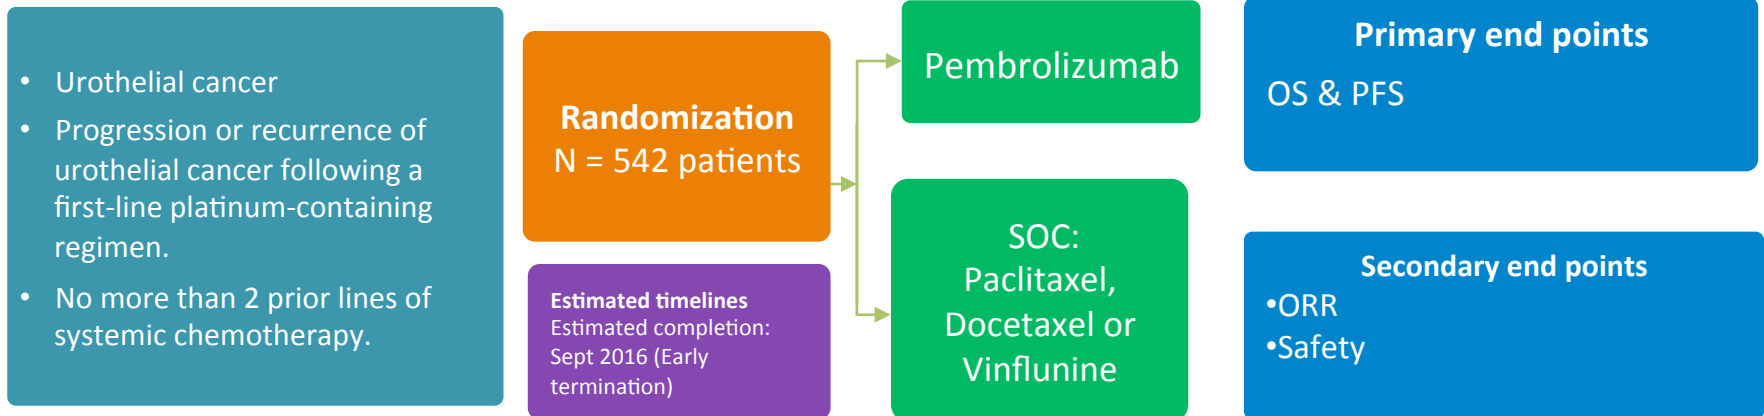 • Urothelial cancer
• Progression or recurrence of
urothelial cancer following a
first-line platinum-containing
regimen.
• No more than 2 prior lines of
systemic chemotherapy.
Randomization
N = 542 patients
Estimated timelines
Estimated completion:
Sept 2016 (Early
termination)
Pembrolizumab
SOC:
Paclitaxel,
Docetaxel or
Vinflunine
Primary end points
OS & PFS
Secondary end points
•ORR
•Safety